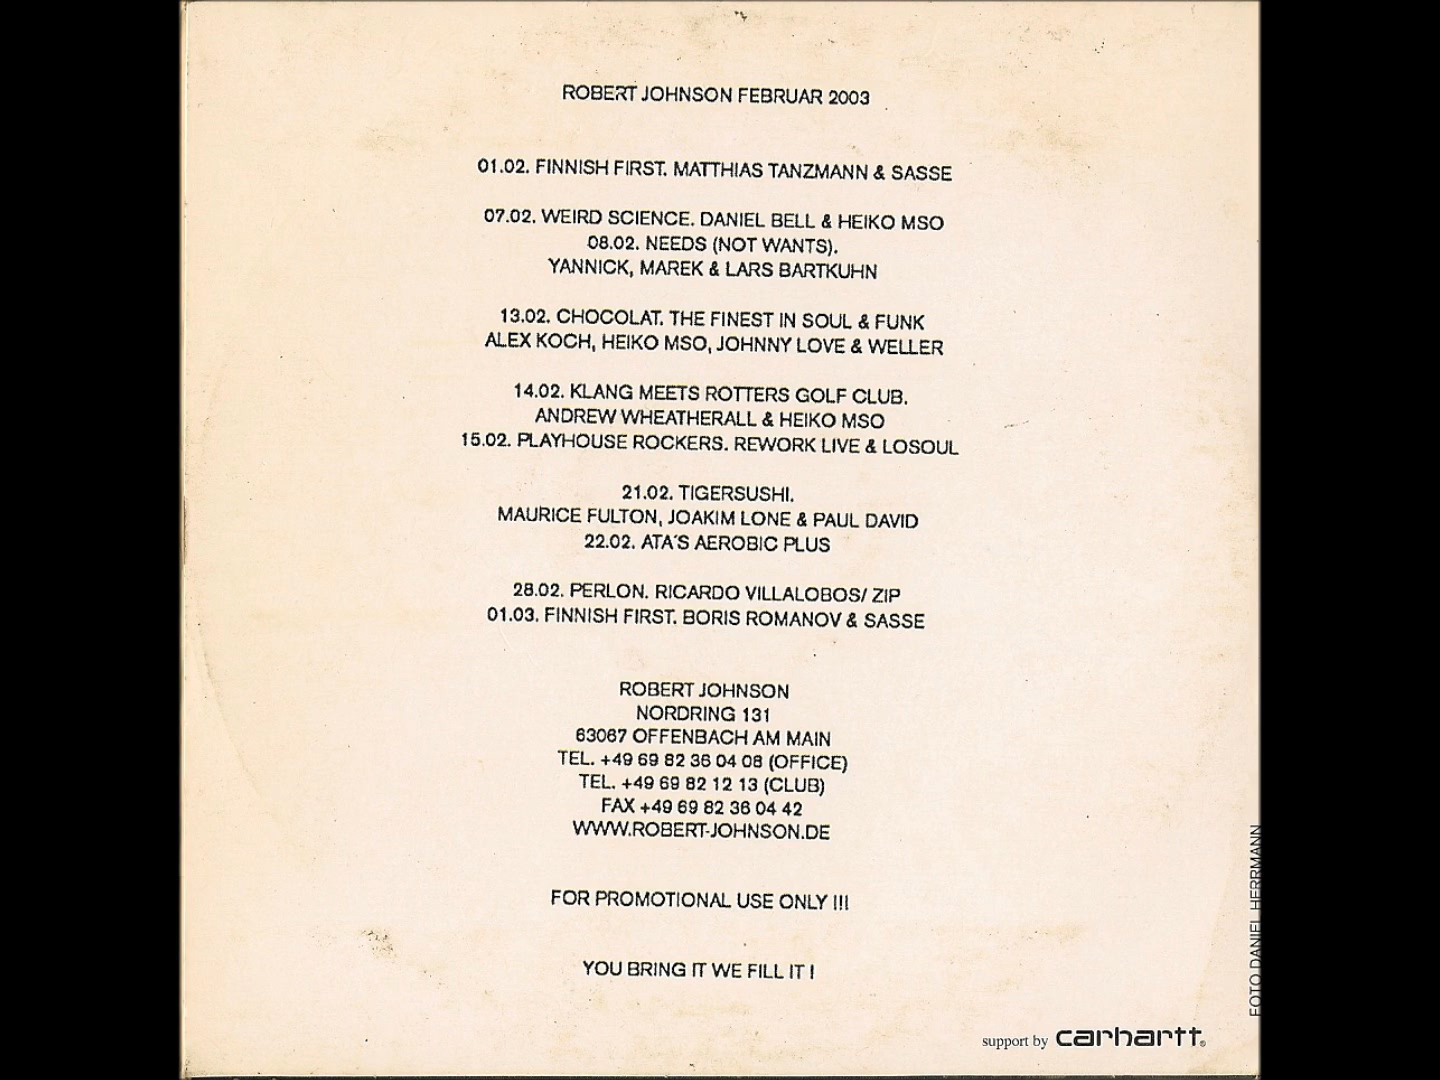 ROBERT JOHNSON FEBRUAR 2003
01.02. FINNISH FIRST. MATTHIAS TANZMANN & SASSE
07.02. WEIRD SCIENCE. DANIEL BELL & HEIKO MSO
08.02. NEEDS (NOT WANTS).
YANNICK, MAREK & LARS BARTKUHN
13.02. CHOCOLAT. THE FINEST IN SOUL & FUNK
ALEX KOCH, HEIKO MSO, JOHNNY LOVE & WELLER
14.02. KLANG MEETS ROTTERS GOLF CLUB.
ANDREW WHEATHERALL & HEIKO MSO
15.02. PLAYHOUSE ROCKERS. REWORK LIVE & LOSOUL
21.02. TIGERSUSHI.
MAURICE FULTON, JOAKIM LONE & PAUL DAVID
22.02. ATA'S AEROBIC PLUS
28.02. PERLON. RICARDO VILLALOBOS/ ZIP
01.03. FINNISH FIRST. BORIS ROMANOV & SASSE
ROBERT JOHNSON
NORDRING 131
63067 OFFENBACH AM MAIN
TEL. +49 69 82 36 04 08 (OFFICE)
TEL. +49 69 82 12 13 (CLUB)
FAX +49 69 82 36 04 42
WWW.ROBERT-JOHNSON.DE
FOR PROMOTIONAL USE ONLY !!!
YOU BRING IT WE FILL IT !
FOTO DANIEL HERRMANN
support by carhartt®